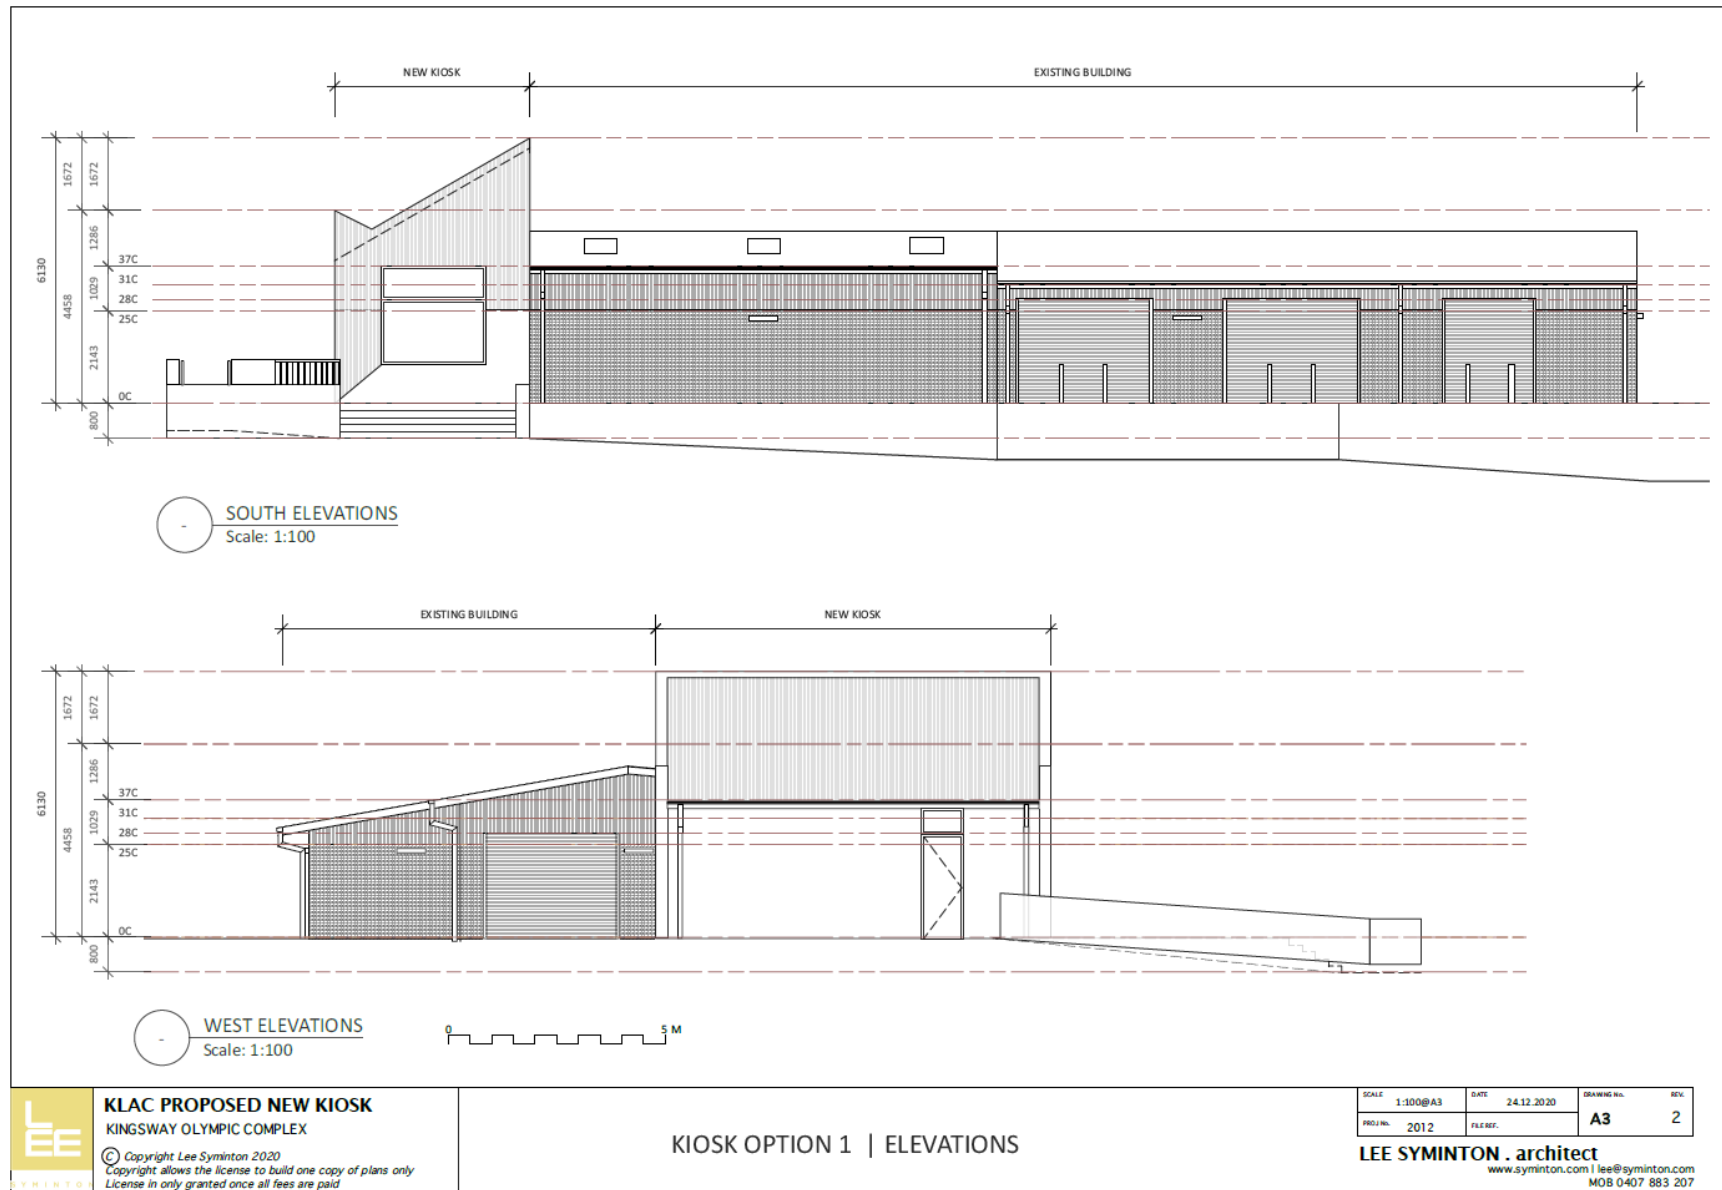 NEW KIOSK
EXISTING BUILDING
1672
1672
1286
37C
6130
31C
1029
28C
4458
25C
2143
0C
800
-
SOUTH ELEVATIONS
Scale: 1:100
EXISTING BUILDING
NEW KIOSK
1672
1672
1286
37C
6130
31C
1029
28C
4458
25C
2143
0C
800
-
WEST ELEVATIONS
Scale: 1:100
0 5 M
LEE
SYMINTON
KLAC PROPOSED NEW KIOSK
KINGSWAY OLYMPIC COMPLEX
© Copyright Lee Syminton 2020
Copyright allows the license to build one copy of plans only
License in only granted once all fees are paid
KIOSK OPTION 1 | ELEVATIONS
SCALE 1:100@A3
DATE 24.12.2020
DRAWING No. A3
REV. 2
PROJ No. 2012
FILE REF.
LEE SYMINTON . architect
www.syminton.com | lee@syminton.com
MOB 0407 883 207